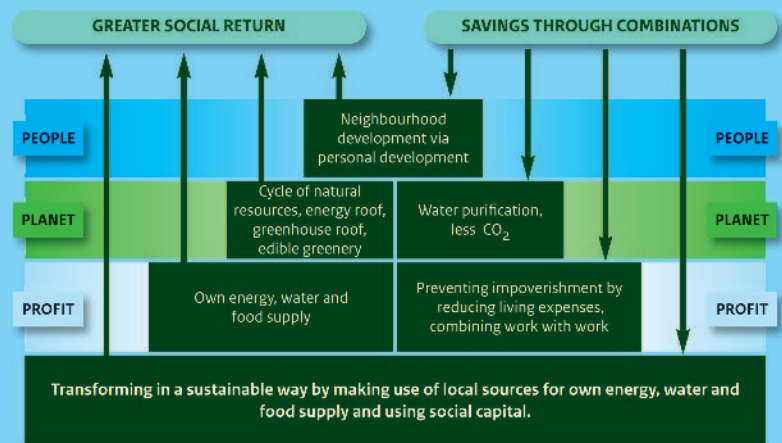 GREATER SOCIAL RETURN
SAVINGS THROUGH COMBINATIONS
PEOPLE
Neighbourhood
development via
personal development
PEOPLE
PLANET
Cycle of natural
resources, energy roof,
greenhouse roof,
edible greenery
Water purification,
less CO₂
PLANET
PROFIT
Own energy, water and
food supply
Preventing impoverishment by
reducing living expenses,
combining work with work
PROFIT
Transforming in a sustainable way by making use of local sources for own energy, water and
food supply and using social capital.